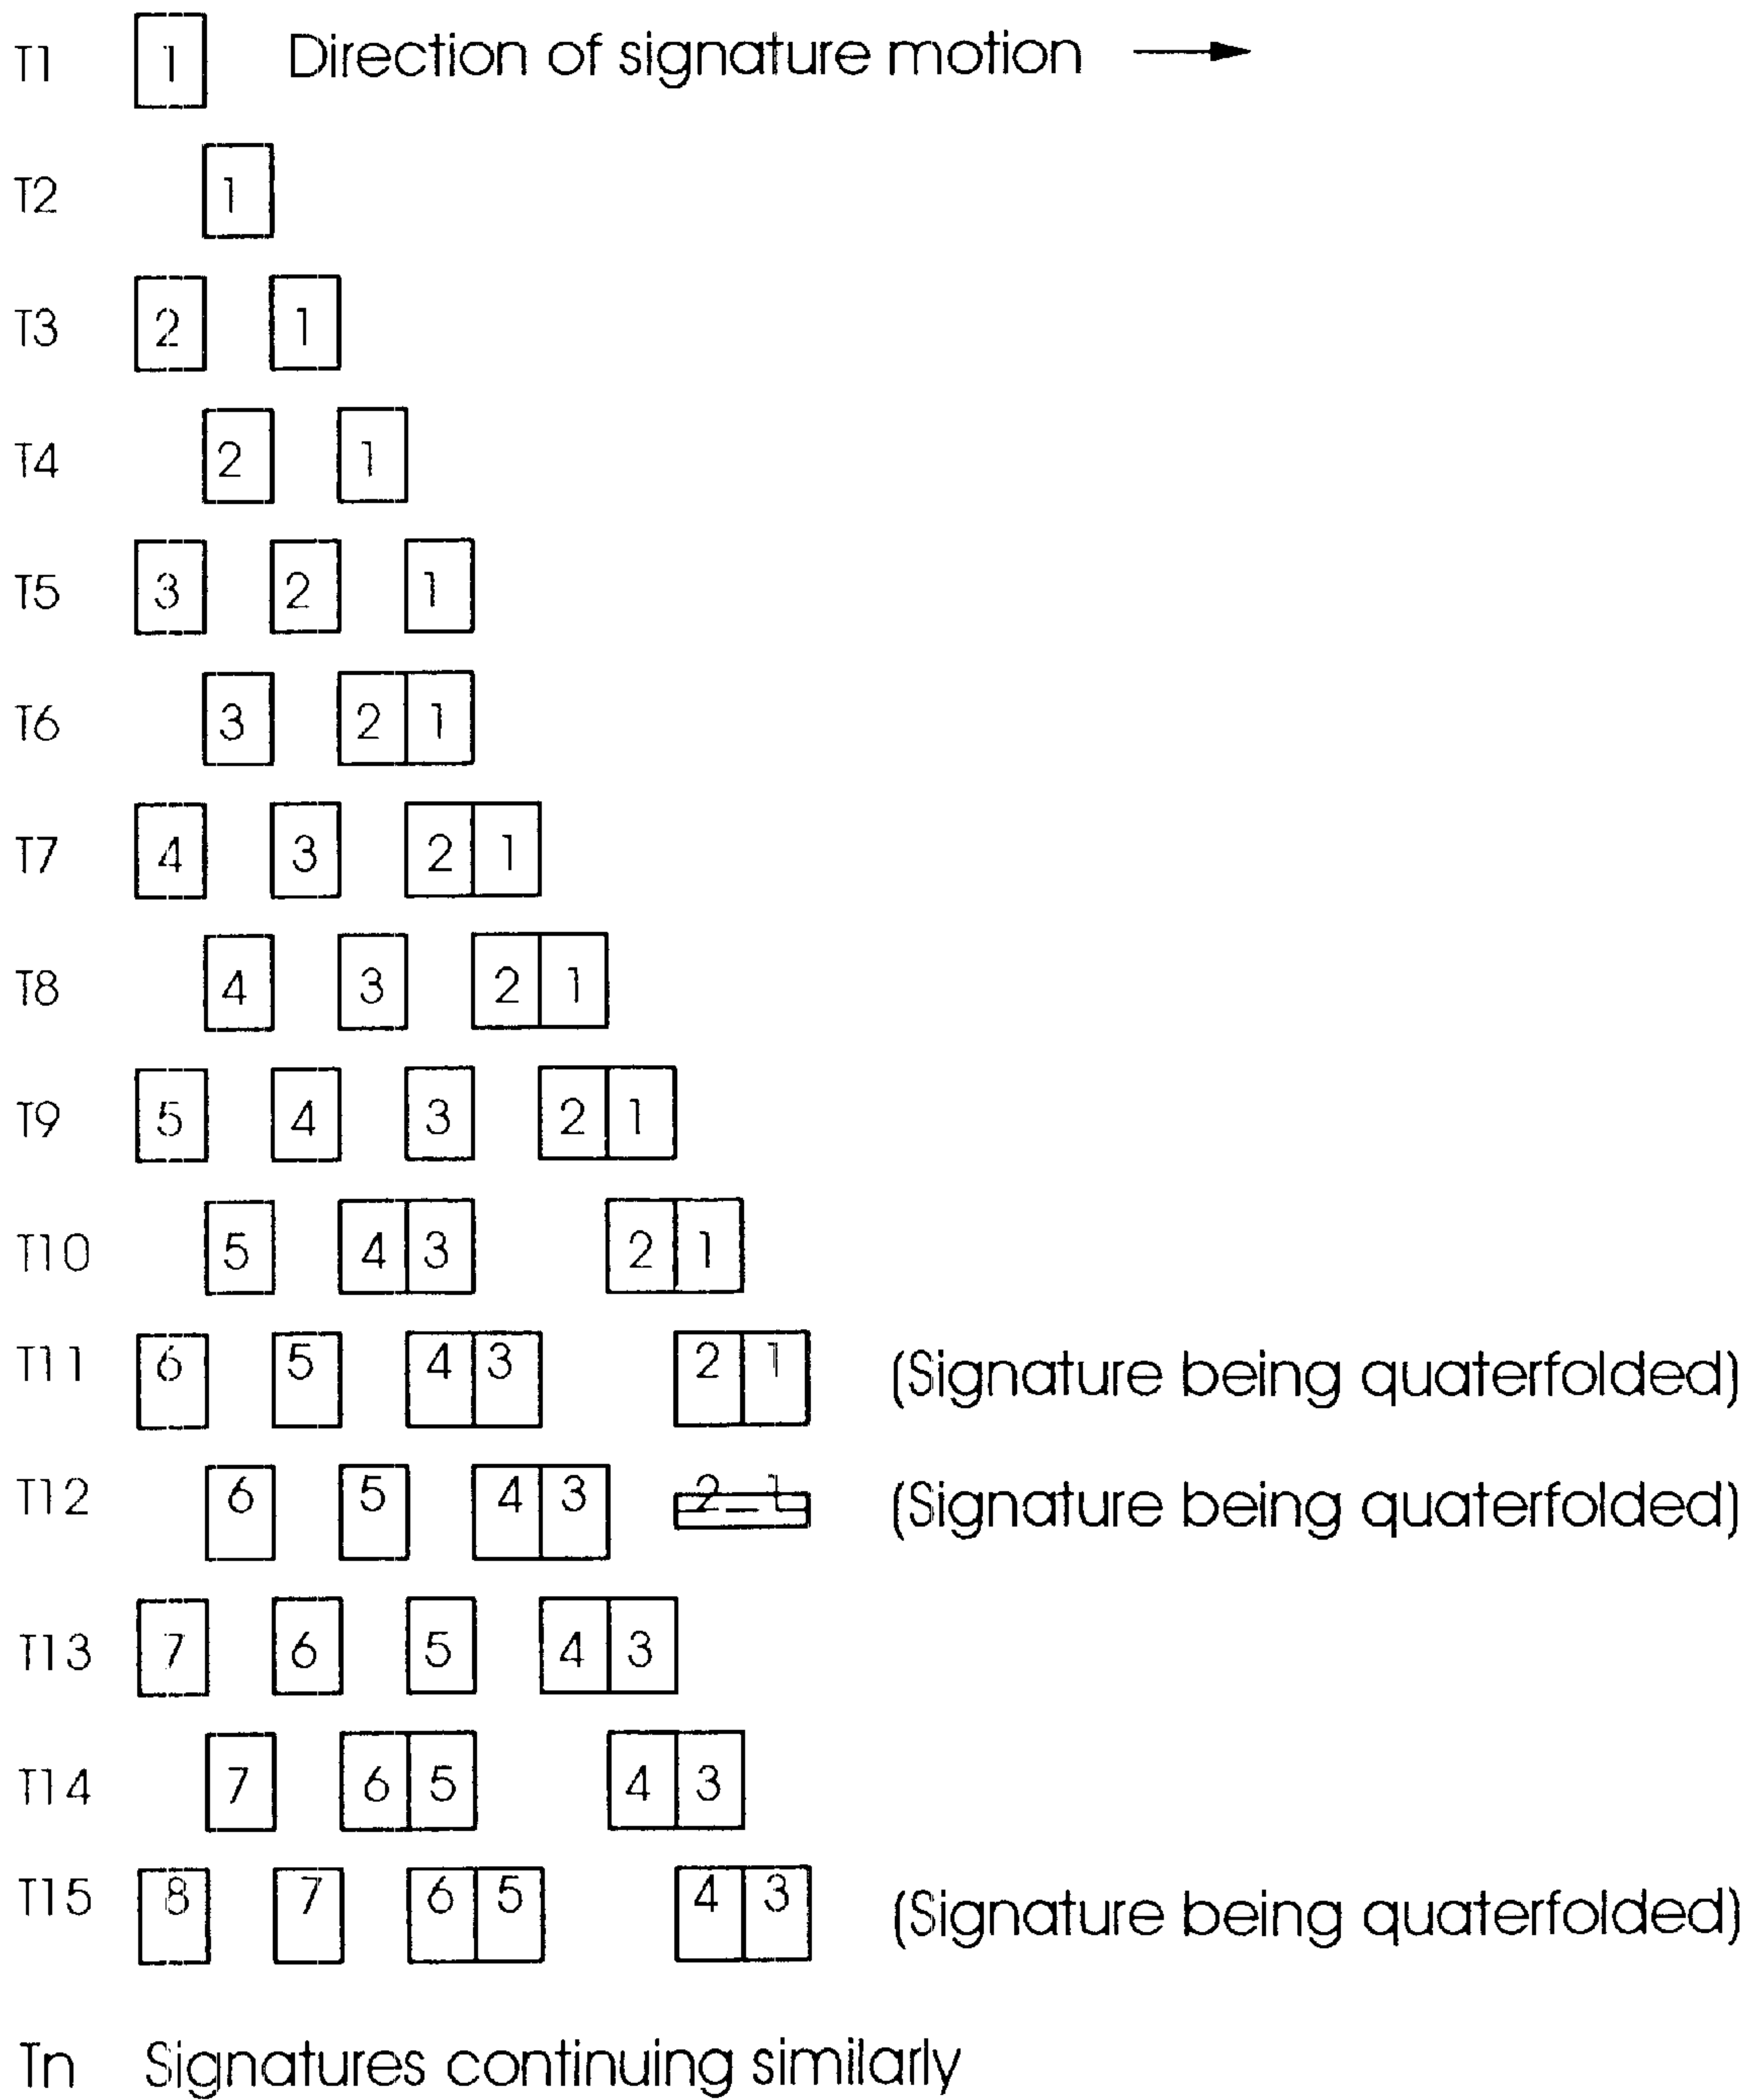 T1 1 Direction of signature motion
T2 1
T3 2 1
T4 2 1
T5 3 2 1
T6 3 2 1
T7 4 3 2 1
T8 4 3 2 1
T9 5 4 3 2 1
T10 5 4 3 2 1
T11 6 5 4 3 2 1 (Signature being quaterfolded)
T12 6 5 4 3 2 1 (Signature being quaterfolded)
T13 7 6 5 4 3
T14 7 6 5 4 3
T15 8 7 6 5 4 3 (Signature being quaterfolded)
Tn Signatures continuing similarly